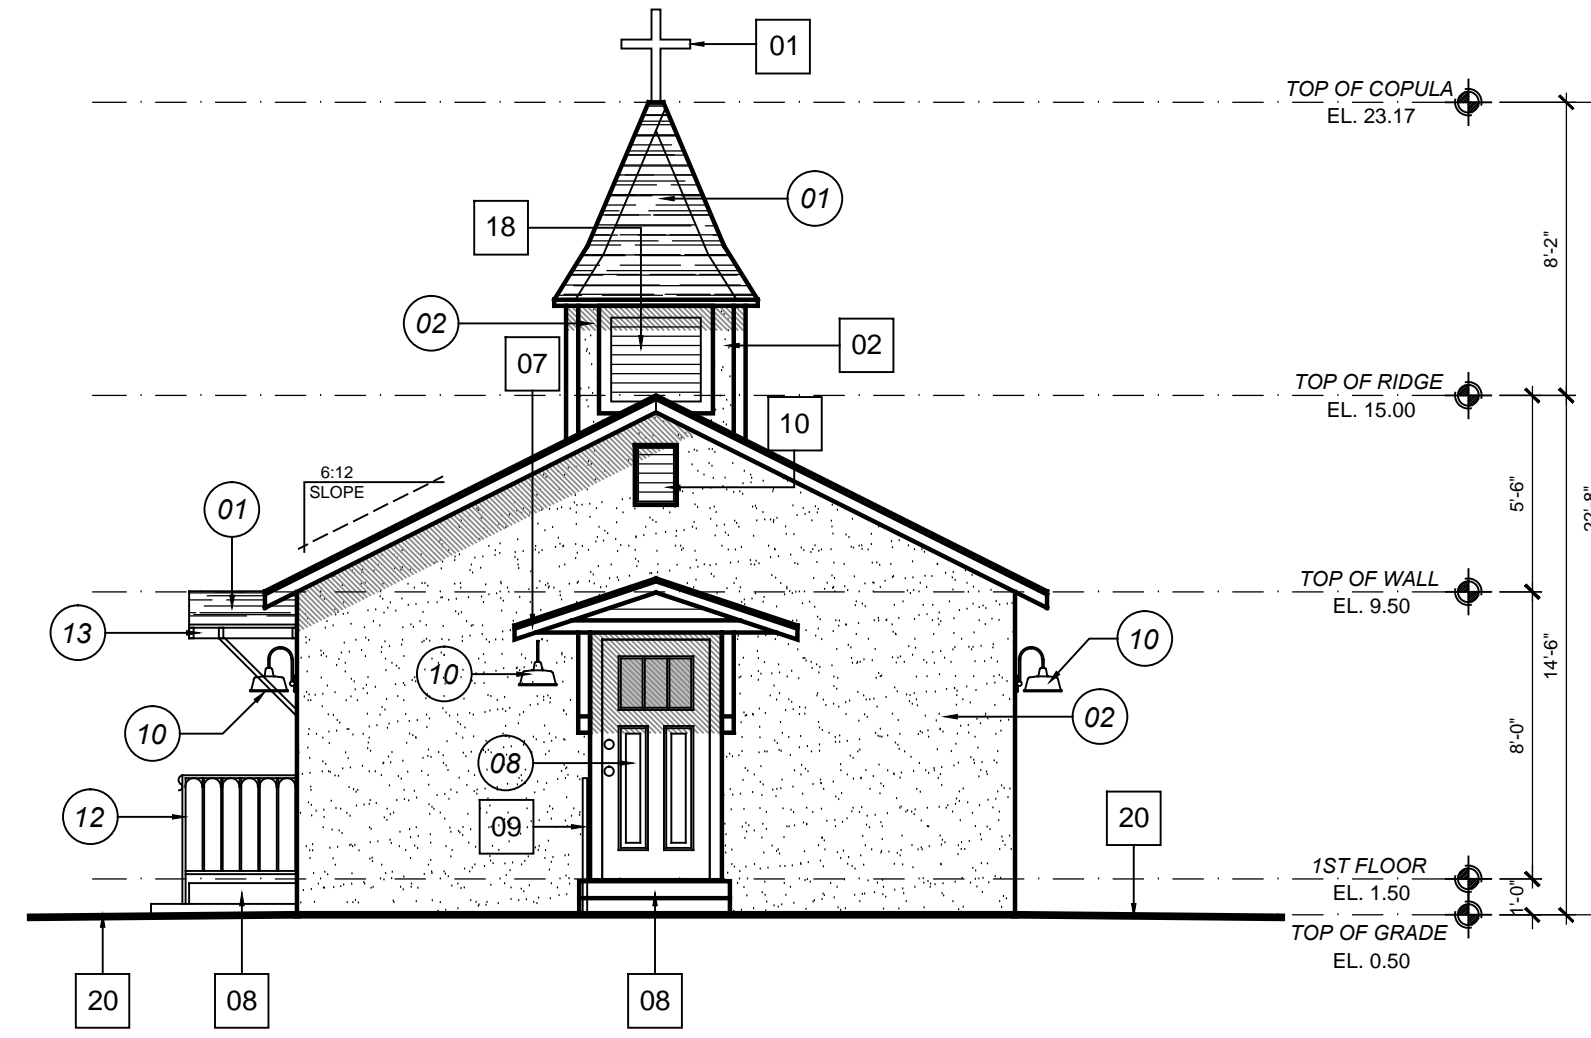 01
TOP OF COPULA
EL. 23.17
01
18
8'-2"
02
02
07
TOP OF RIDGE
EL. 15.00
10
6:12
SLOPE
01
5'-6"
22'-8"
TOP OF WALL
EL. 9.50
13
10
10
14'-6"
10
02
8'-0"
08
12
09
20
1ST FLOOR
EL. 1.50
1'-0"
TOP OF GRADE
EL. 0.50
20
08
08